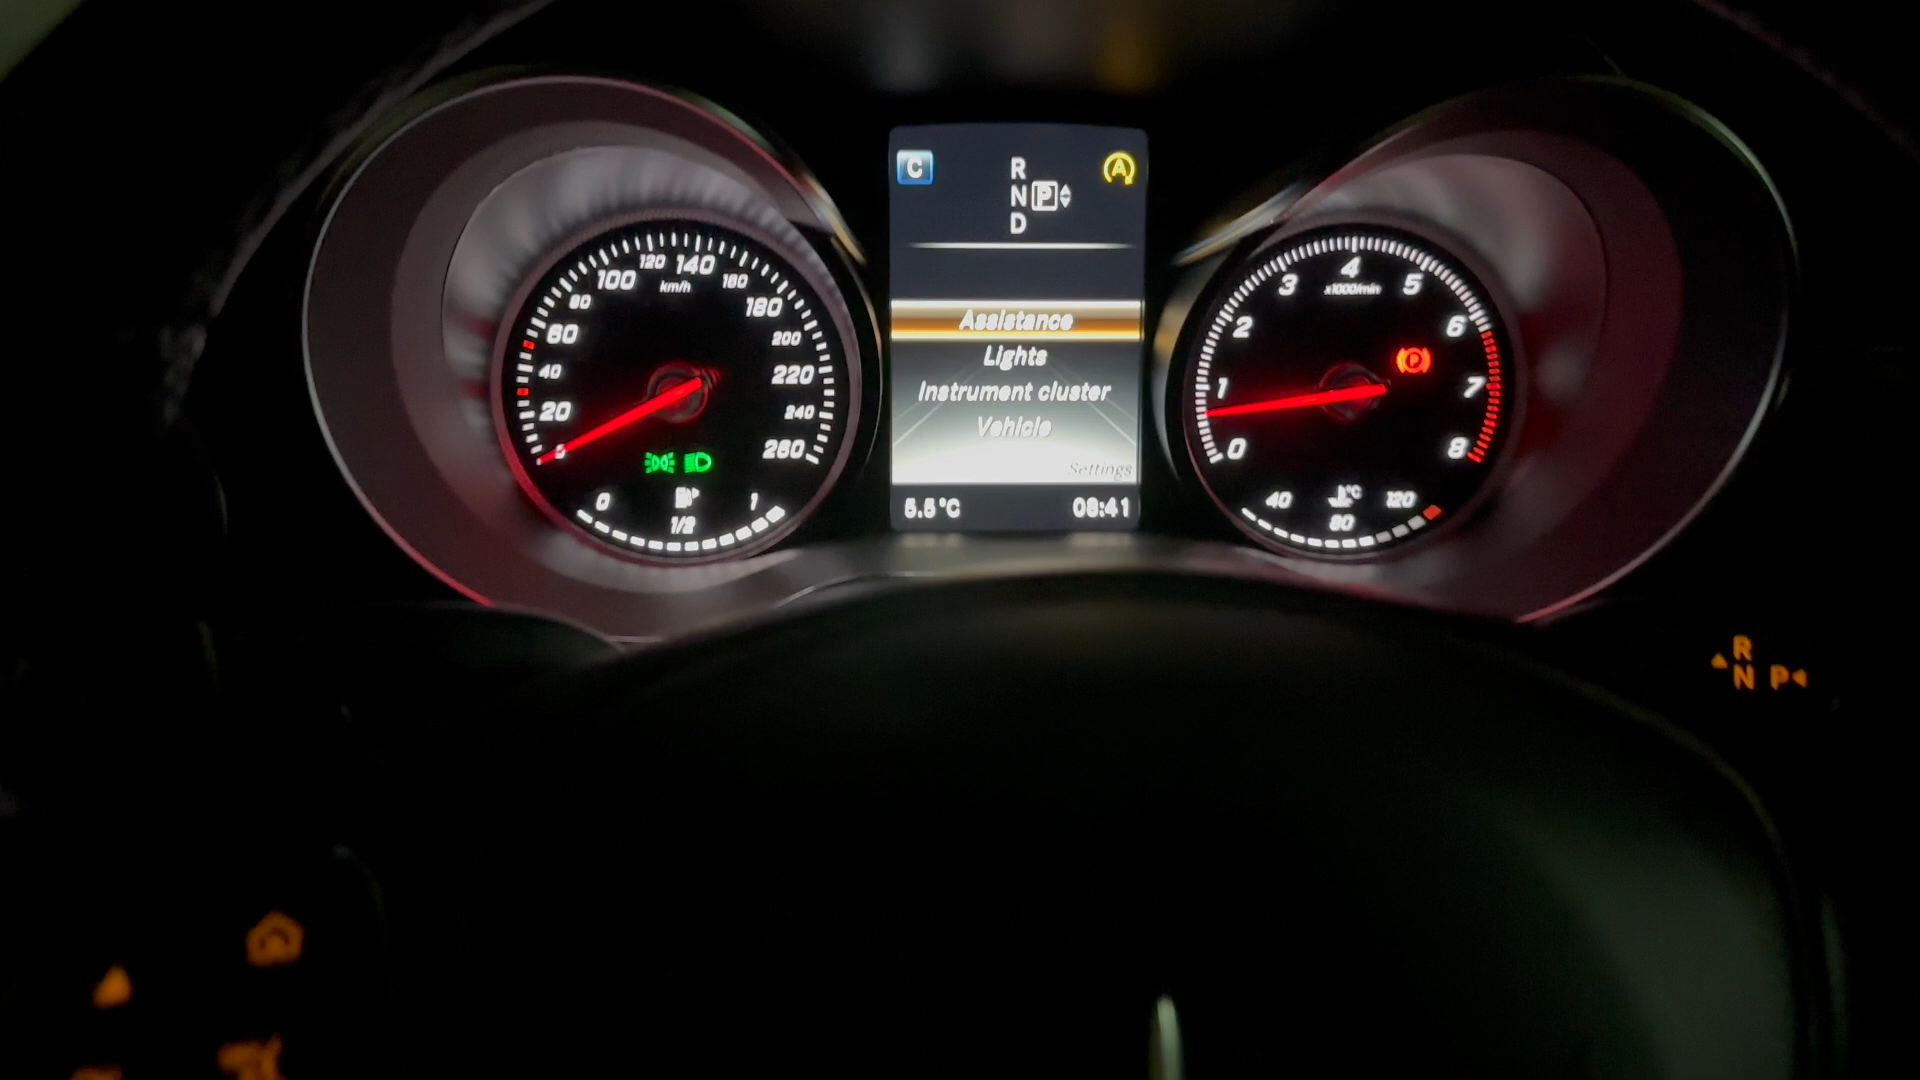 C
R
N P
D
A
Assistance
Lights
Instrument cluster
Vehicle
Settings
5.5°C
08:41
0
20
40
60
80
100
120
140
160
180
200
220
240
260
km/h
0
1/2
1
0
1
2
3
4
5
6
7
8
x1000/min
P
40
80
120
°C
R
N P